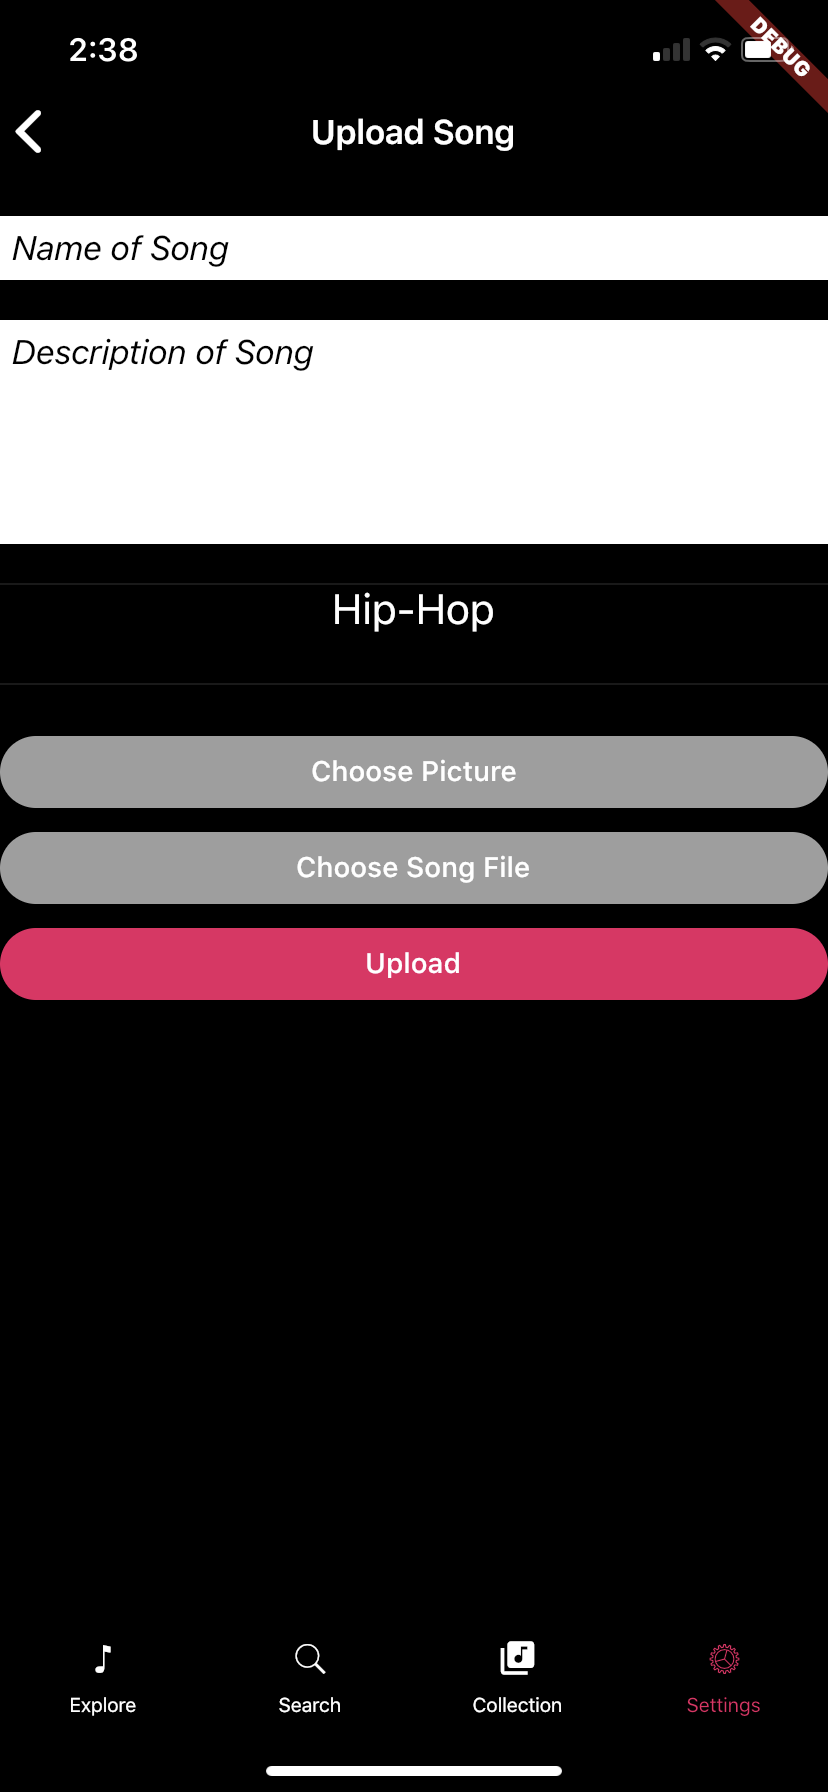 2:38
DEBUG
Upload Song
Name of Song
Description of Song
Hip-Hop
Choose Picture
Choose Song File
Upload
Explore
Search
Collection
Settings